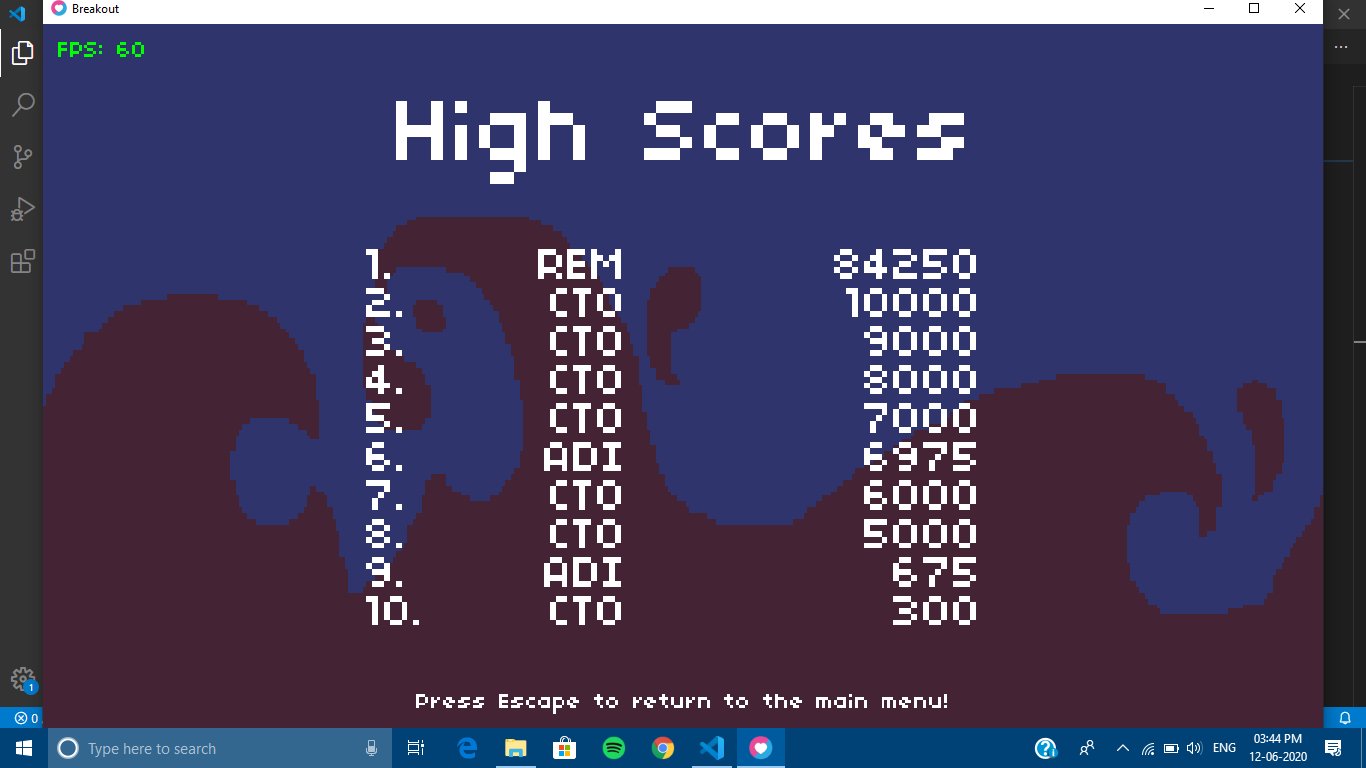 Breakout
FPS: 60
High Scores
1. REM 84250
2. CTO 10000
3. CTO 9000
4. CTO 8000
5. CTO 7000
6. ADI 6975
7. CTO 6000
8. CTO 5000
9. ADI 675
10. CTO 300
Press Escape to return to the main menu!
1
0
Type here to search
ENG
03:44 PM
12-06-2020